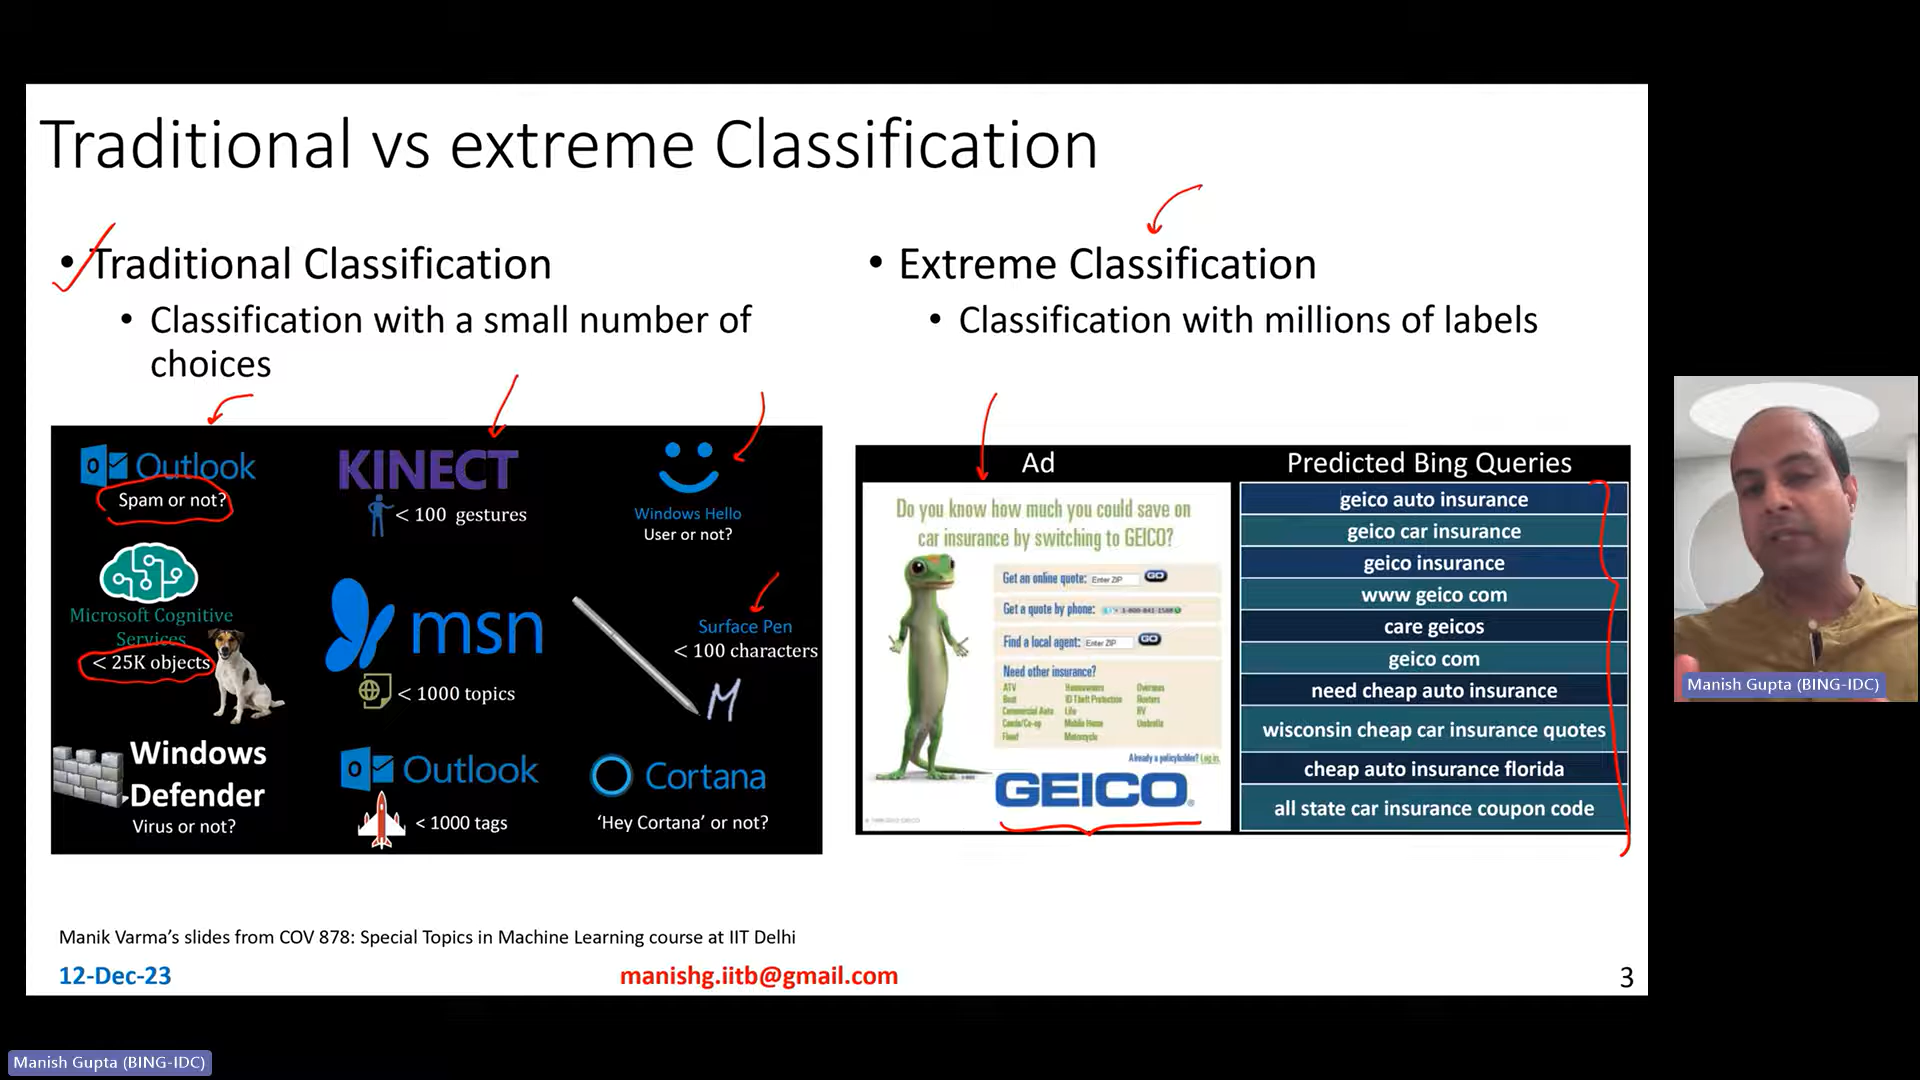 Traditional vs extreme Classification
• Traditional Classification
• Classification with a small number of
choices
Outlook
Spam or not?
KINECT
< 100 gestures
Windows Hello
User or not?
Microsoft Cognitive
Services
< 25K objects
msn
< 1000 topics
Surface Pen
< 100 characters
M
Windows
Defender
Virus or not?
Outlook
< 1000 tags
Cortana
‘Hey Cortana’ or not?
• Extreme Classification
• Classification with millions of labels
Ad
Do you know how much you could save on
car insurance by switching to GEICO?
Get an online quote: Enter ZIP GO
Get a quote by phone:
Find a local agent: Enter ZIP GO
Need other insurance?
ATV
Boat
Commercial Auto
Condo/Co-op
Flood
Homeowners
ID Theft Protection
Life
Mobile Home
Motorcycle
Overseas
Renters
RV
Umbrella
Already a policyholder? Log in.
GEICO
Predicted Bing Queries
geico auto insurance
geico car insurance
geico insurance
www geico com
care geicos
geico com
need cheap auto insurance
wisconsin cheap car insurance quotes
cheap auto insurance florida
all state car insurance coupon code
Manik Varma’s slides from COV 878: Special Topics in Machine Learning course at IIT Delhi
12-Dec-23
manishg.iitb@gmail.com
3
Manish Gupta (BING-IDC)
Manish Gupta (BING-IDC)